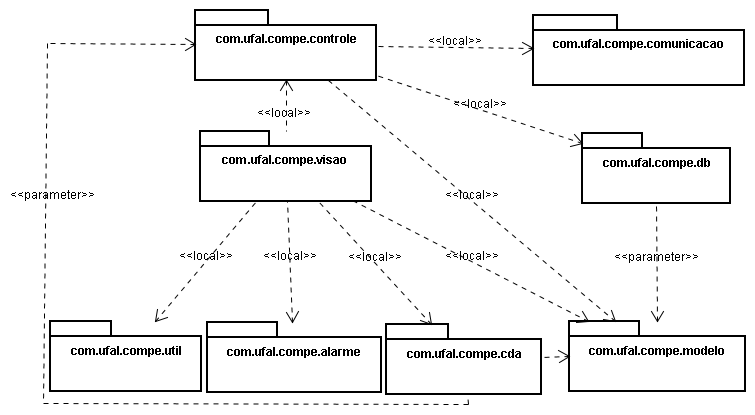 com.ufal.compe.controle
<<local>>
com.ufal.compe.comunicacao
<<local>>
<<local>>
com.ufal.compe.visao
com.ufal.compe.db
<<parameter>>
<<local>>
<<local>>
<<local>>
<<local>>
<<local>>
<<parameter>>
com.ufal.compe.util
com.ufal.compe.alarme
com.ufal.compe.cda
com.ufal.compe.modelo